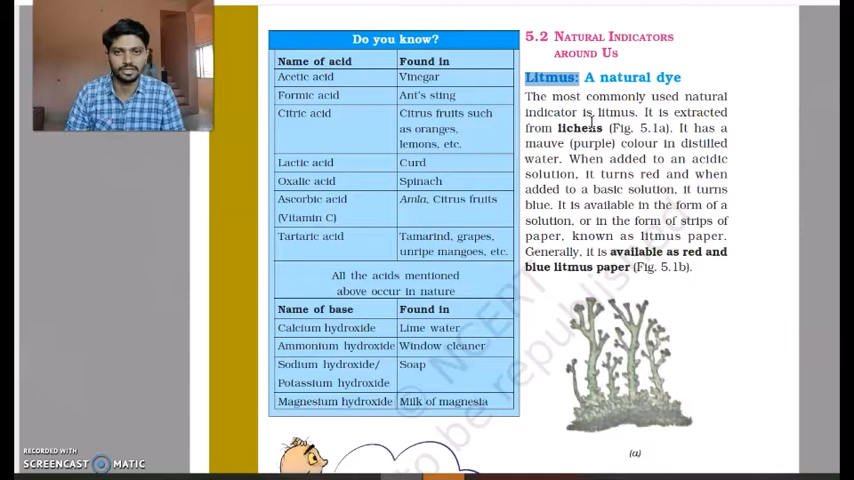 Do you know?
Name of acid Found in
Acetic acid Vinegar
Formic acid Ant's sting
Citric acid Citrus fruits such
as oranges,
lemons, etc.
Lactic acid Curd
Oxalic acid Spinach
Ascorbic acid Amla, Citrus fruits
(Vitamin C)
Tartaric acid Tamarind, grapes,
unripe mangoes, etc.
All the acids mentioned
above occur in nature
Name of base Found in
Calcium hydroxide Lime water
Ammonium hydroxide Window cleaner
Sodium hydroxide/ Soap
Potassium hydroxide
Magnesium hydroxide Milk of magnesia
5.2 NATURAL INDICATORS
AROUND US
Litmus: A natural dye
The most commonly used natural
indicator is litmus. It is extracted
from lichens (Fig. 5.1a). It has a
mauve (purple) colour in distilled
water. When added to an acidic
solution, it turns red and when
added to a basic solution, it turns
blue. It is available in the form of a
solution, or in the form of strips of
paper, known as litmus paper.
Generally, it is available as red and
blue litmus paper (Fig. 5.1b).
(a)
© NCERT
to be republished
RECORDED WITH
SCREENCAST MATIC